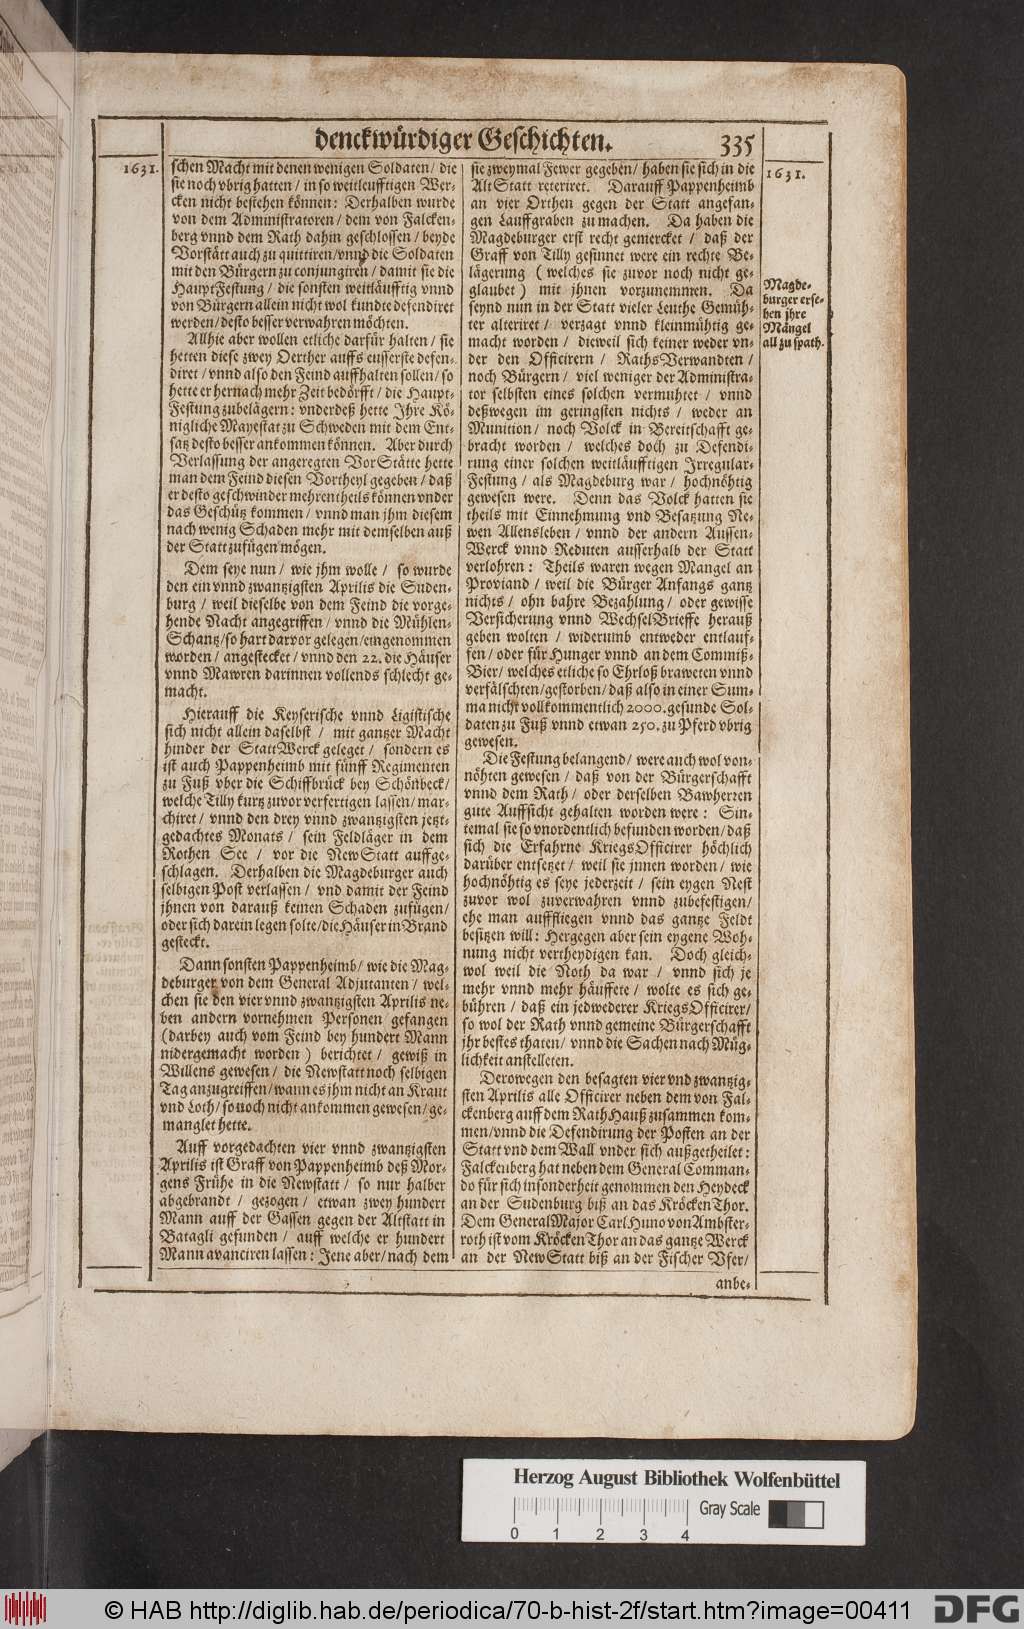 denckwürdiger Geschichten. 335
1631.
schen Macht mit denen wenigen Soldaten / die
sie noch vbrig hatten / in so weitleufftigen Wer-
cken nicht bestehen können: Derhalben wurde
von dem Administratoren / dem von Falcken-
berg vnnd dem Rath dahin geschlossen / beyde
Vorstätt auch zu quittiren / vnnd die Soldaten
mit den Bürgern zu conjungiren / damit sie die
HauptFestung / die sonsten weitläufftig vnnd
von Bürgern allein nicht wol kundte defendiret
werden / desto besser verwahren möchten.
Allhie aber wollen etliche darfür halten / sie
hetten diese zwey Oerther auffs eusserste defen-
diret / vnnd also den Feind auffhalten sollen / so
hette er hernach mehr Zeit bedörfft / die Haupt-
Festung zubelägern: vnderdeß hette Ihre Kö-
nigliche Mayestat zu Schweden mit dem Ent-
satz desto besser ankommen können. Aber durch
Verlassung der angeregten VorStätte hette
man dem Feind diesen Vortheyl gegeben / daß
er desto geschwinder mehrentheils können vnder
das Geschütz kommen / vnnd man jhm diesem
nach wenig Schaden mehr mit demselben auß
der Statt zufügen mögen.
Dem seye nun / wie jhm wolle / so wurde
den ein vnnd zwantzigsten Aprilis die Suden-
burg / weil dieselbe von dem Feind die vorge-
hende Nacht angegriffen / vnnd die Mühlen-
Schantz / so hart darvor gelegen / eingenommen
worden / angestecket / vnnd den 22. die Häuser
vnnd Mawren darinnen vollends schlecht ge-
macht.
Hierauff die Keyserische vnnd Ligistische
sich nicht allein daselbst / mit gantzer Macht
hinder der StattWerck geleget / sondern es
ist auch Pappenheimb mit fünff Regimenten
zu Fuß vber die Schiffbrück bey Schönbeck /
welche Tilly kurtz zuvor verfertigen lassen / mar-
chiret / vnnd den drey vnnd zwantzigsten jetzt-
gedachtes Monats / sein Feldläger in dem
Rothen See / vor die NewStatt auffge-
schlagen. Derhalben die Magdeburger auch
selbigen Post verlassen / vnd damit der Feind
jhnen von darauß keinen Schaden zufügen /
oder sich darein legen solte / die Häuser in Brand
gesteckt.
Dann sonsten Pappenheimb / wie die Mag-
deburger von dem General Adjutanten / wel-
chen sie den vier vnnd zwantzigsten Aprilis ne-
ben andern vornehmen Personen gefangen
(darbey auch vom Feind bey hundert Mann
nidergemacht worden) berichtet / gewiß in
Willens gewesen / die Newstatt noch selbigen
Tag anzugreiffen / wann es jhm nicht an Kraut
vnd Loth / so noch nicht ankommen gewesen / ge-
manglet hette.
Auff vorgedachten vier vnnd zwantzigsten
Aprilis ist Graff von Pappenheimb deß Mor-
gens Frühe in die Newstatt / so nur halber
abgebrandt / gezogen / etwan zwey hundert
Mann auff der Gassen gegen der Altstatt in
Batagli gefunden / auff welche er hundert
Mann avanciren lassen: Jene aber / nach dem
sie zweymal Fewer gegeben / haben sie sich in die
Alt Statt reteriret. Darauff Pappenheimb
an vier Orthen gegen der Statt angefan-
gen Lauffgraben zu machen. Da haben die
Magdeburger erst recht gemercket / daß der
Graff von Tilly gesinnet were ein rechte Be-
lägerung (welches sie zuvor noch nicht ge-
glaubet) mit jhnen vorzunemmen. Da
seynd nun in der Statt vieler Leuthe Gemüh-
ter alteriret / verzagt vnnd kleinmühtig ge-
macht worden / dieweil sich keiner weder vn-
der den Officirern / RathsVerwandten /
noch Bürgern / viel weniger der Administra-
tor selbsten eines solchen vermuhtet / vnnd
deßwegen im geringsten nichts / weder an
Munition / noch Volck in Bereitschafft ge-
bracht worden / welches doch zu Defendi-
rung einer solchen weitläufftigen Irregular-
Festung / als Magdeburg war / hochnöhtig
gewesen were. Denn das Volck hatten sie
theils mit Einnehmung vnd Besatzung Ne-
wen Allensleben / vnnd der andern Aussen-
Werck vnnd Reduten ausserhalb der Statt
verlohren: Theils waren wegen Mangel an
Proviand / weil die Bürger Anfangs gantz
nichts / ohn bahre Bezahlung / oder gewisse
Versicherung vnnd WechselBrieffe herauß
geben wolten / widerumb entweder entlauf-
fen / oder für Hunger vnnd an dem Commiß-
Bier / welches etliche so Ehrloß braweten vnnd
verfälschten / gestorben / daß also in einer Sum-
ma nicht vollkommentlich 2000. gesunde Sol-
daten zu Fuß vnnd etwan 250. zu Pferd vbrig
gewesen.
Die Festung belangend / were auch wol von-
nöhten gewesen / daß von der Bürgerschafft
vnnd dem Rath / oder derselben Bawherren
gute Auffsicht gehalten worden were: Sin-
temal sie so vnordentlich befunden worden / daß
sich die Erfahrne KriegsOfficirer höchlich
darüber entsetzet / weil sie jnnen worden / wie
hochnöhtig es seye jederzeit / sein eygen Nest
zuvor wol zuverwahren vnnd zubefestigen /
ehe man auffliegen vnnd das gantze Feldt
besitzen will: Hergegen aber sein eygene Woh-
nung nicht vertheydigen kan. Doch gleich-
wol weil die Noth da war / vnnd sich je
mehr vnnd mehr häuffete / wolte es sich ge-
bühren / daß ein jedwederer KriegsOfficirer /
so wol der Rath vnnd gemeine Bürgerschafft
jhr bestes thaten / vnnd die Sachen nach Müg-
lichkeit anstelleten.
Derowegen den besagten vier vnd zwantzig-
sten Aprilis alle Officirer neben dem von Fal-
ckenberg auff dem RathHauß zusammen kom-
men / vnnd die Defendirung der Posten an der
Statt vnd dem Wall vnder sich außgetheilet:
Falckenberg hat neben dem General Comman-
do für sich insonderheit genommen den Heydeck
an der Sudenburg biß an das KröckenThor.
Dem GeneralMajor Carl Huno von Ambster-
roth ist vom KröckenThor an das gantze Werck
an der NewStatt biß an der Fischer Vfer /
anbe-
1631.
Magde-
burger erse-
hen jhre
Mängel
all zu spath.
Herzog August Bibliothek Wolfenbüttel
Gray Scale
0 1 2 3 4
© HAB http://diglib.hab.de/periodica/70-b-hist-2f/start.htm?image=00411
DFG